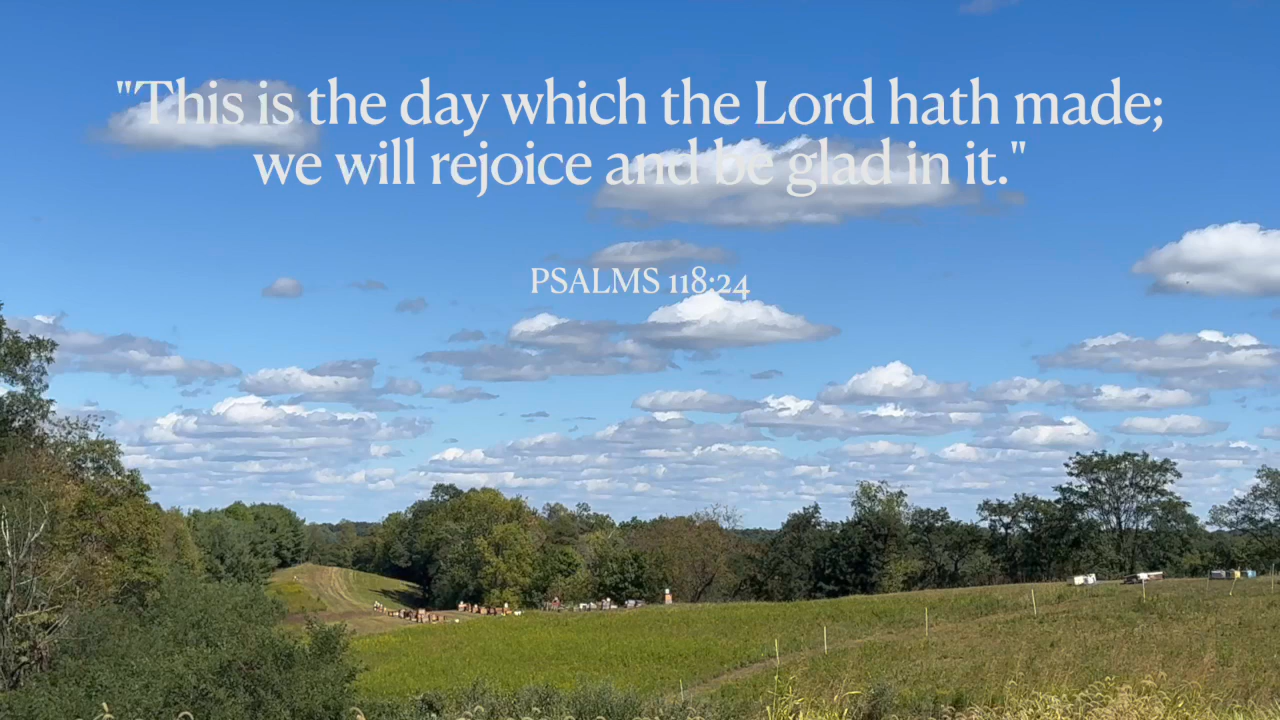 "This is the day which the Lord hath made;
we will rejoice and be glad in it."
PSALMS 118:24